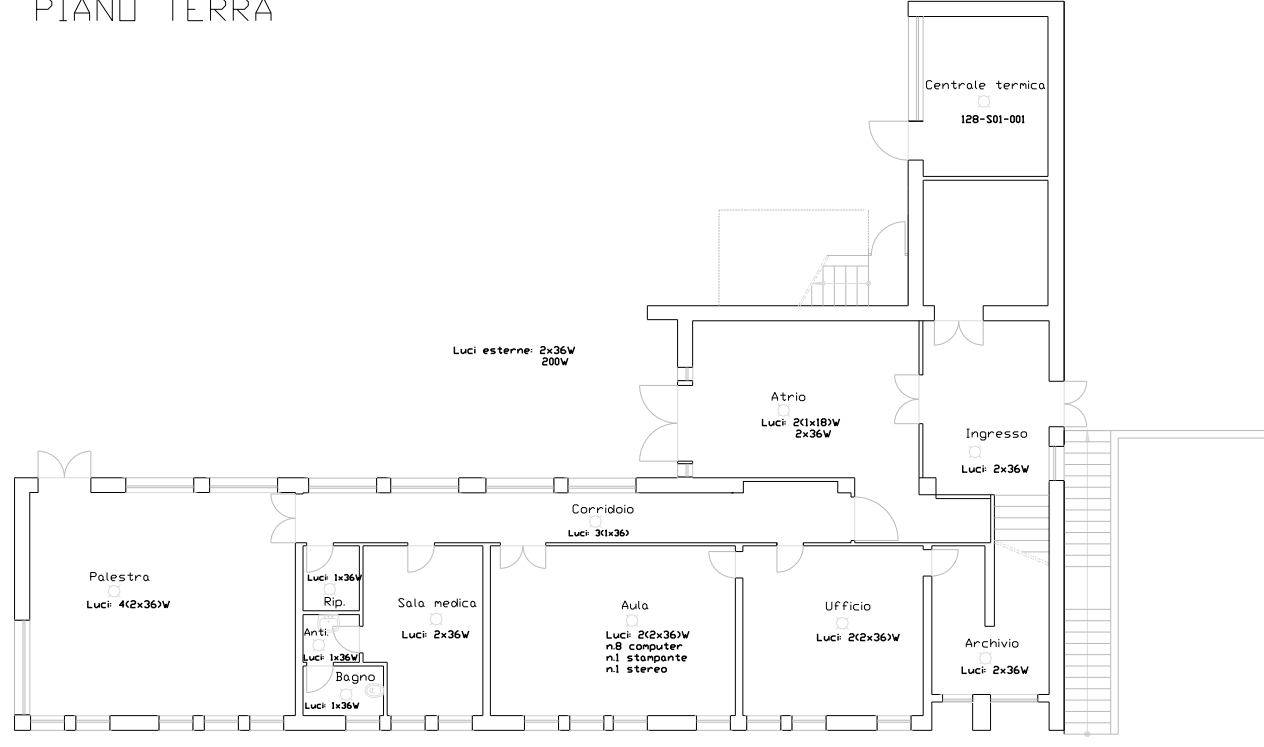 PIANO TERRA
Centrale termica
128-S01-001
Luci esterne: 2x36W
200W
Atrio
Luci: 2(1x18)W
2x36W
Ingresso
Luci: 2x36W
Corridoio
Luci: 3(1x36)
Palestra
Luci: 4(2x36)W
Luci: 1x36W
Rip.
Anti.
Luci: 1x36W
Bagno
Luci: 1x36W
Sala medica
Luci: 2x36W
Aula
Luci: 2(2x36)W
n.8 computer
n.1 stampante
n.1 stereo
Ufficio
Luci: 2(2x36)W
Archivio
Luci: 2x36W